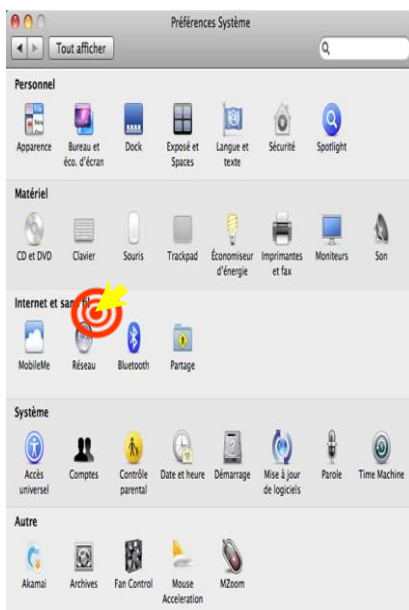 Préférences Système
Tout afficher
Personnel
Apparence
Bureau et
éco. d'écran
Dock
Exposé et
Spaces
Langue et
texte
Sécurité
Spotlight
Matériel
CD et DVD
Clavier
Souris
Trackpad
Économiseur
d'énergie
Imprimantes
et fax
Moniteurs
Son
Internet et sans fil
MobileMe
Réseau
Bluetooth
Partage
Système
Accès
universel
Comptes
Contrôle
parental
Date et heure
Démarrage
Mise à jour
de logiciels
Parole
Time Machine
Autre
Akamai
Archives
Fan Control
Mouse
Acceleration
MZoom